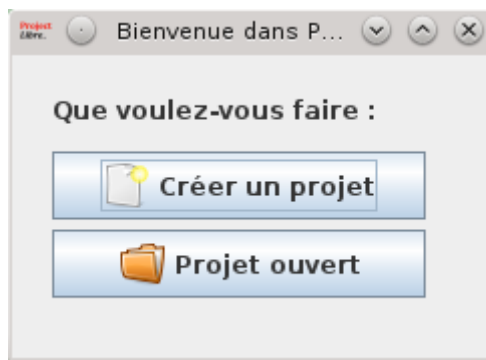 Project
Libre.
Bienvenue dans P...
Que voulez-vous faire :
Créer un projet
Projet ouvert